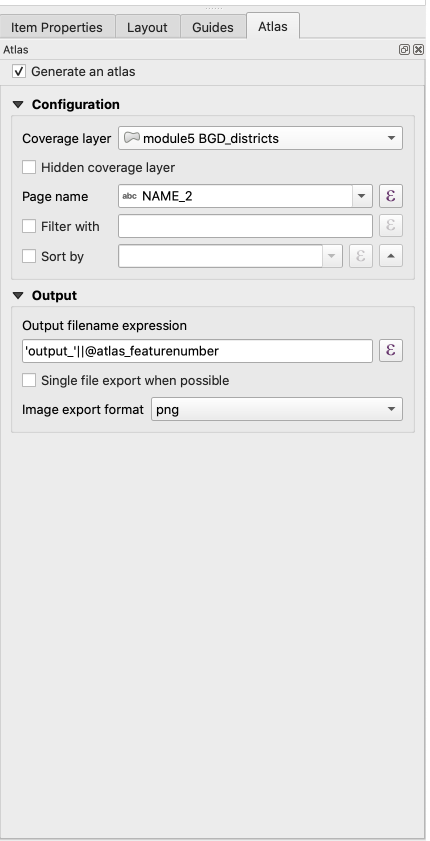 Item Properties Layout Guides Atlas
Atlas
Generate an atlas
Configuration
Coverage layer module5 BGD_districts
Hidden coverage layer
Page name abc NAME_2 ε
Filter with ε
Sort by ε
Output
Output filename expression
'output_'||@atlas_featurenumber ε
Single file export when possible
Image export format png